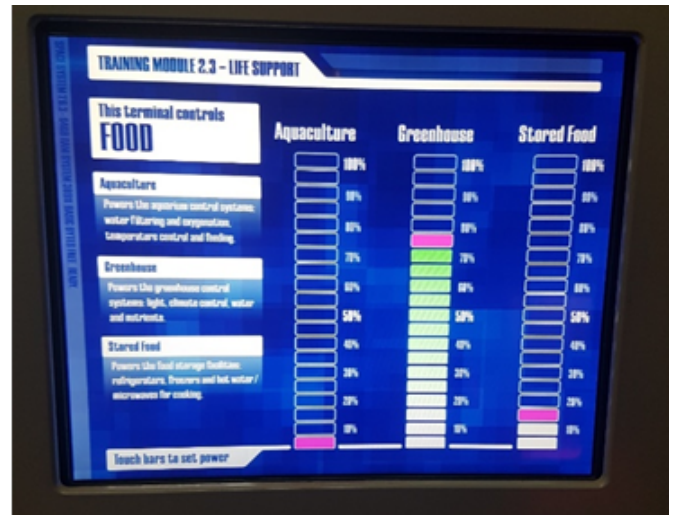 TRAINING MODULE 2.3 – LIFE SUPPORT
This terminal controls
FOOD
Aquaculture
Powers the aquarium control systems:
water filtering and oxygenation,
temperature control and feeding.
Greenhouse
Powers the greenhouse control
systems: light, climate control, water
and nutrients.
Stored Food
Powers the food storage facilities:
refrigerators, freezers and hot water /
microwaves for cooking.
Touch bars to set power
Aquaculture
100%
90%
80%
70%
60%
50%
40%
30%
20%
10%
Greenhouse
100%
90%
80%
70%
60%
50%
40%
30%
20%
10%
Stored Food
100%
90%
80%
70%
60%
50%
40%
30%
20%
10%